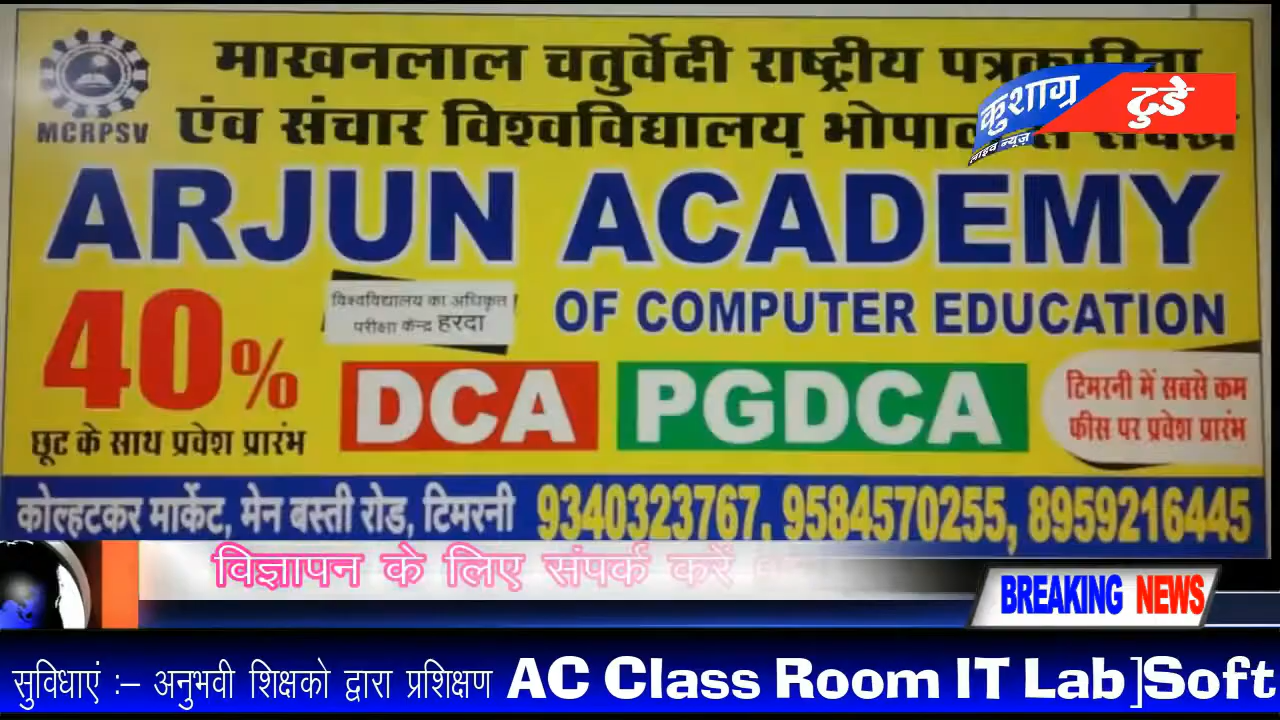 माखनलाल चतुर्वेदी राष्ट्रीय पत्रकारिता
एंव संचार विश्वविद्यालय भोपाल
MCRPSV
कुशाग्र टुडे
लाइव न्यूज़
ARJUN ACADEMY
OF COMPUTER EDUCATION
विश्वविद्यालय का अधिकृत
परीक्षा केन्द्र हरदा
40%
छूट के साथ प्रवेश प्रारंभ
DCA PGDCA
टिमरनी में सबसे कम
फीस पर प्रवेश प्रारंभ
कोल्हटकर मार्केट, मेन बस्ती रोड, टिमरनी 9340323767, 9584570255, 8959216445
विज्ञापन के लिए संपर्क करें
BREAKING NEWS
सुविधाएं :– अनुभवी शिक्षको द्वारा प्रशिक्षण AC Class Room IT Lab]Soft